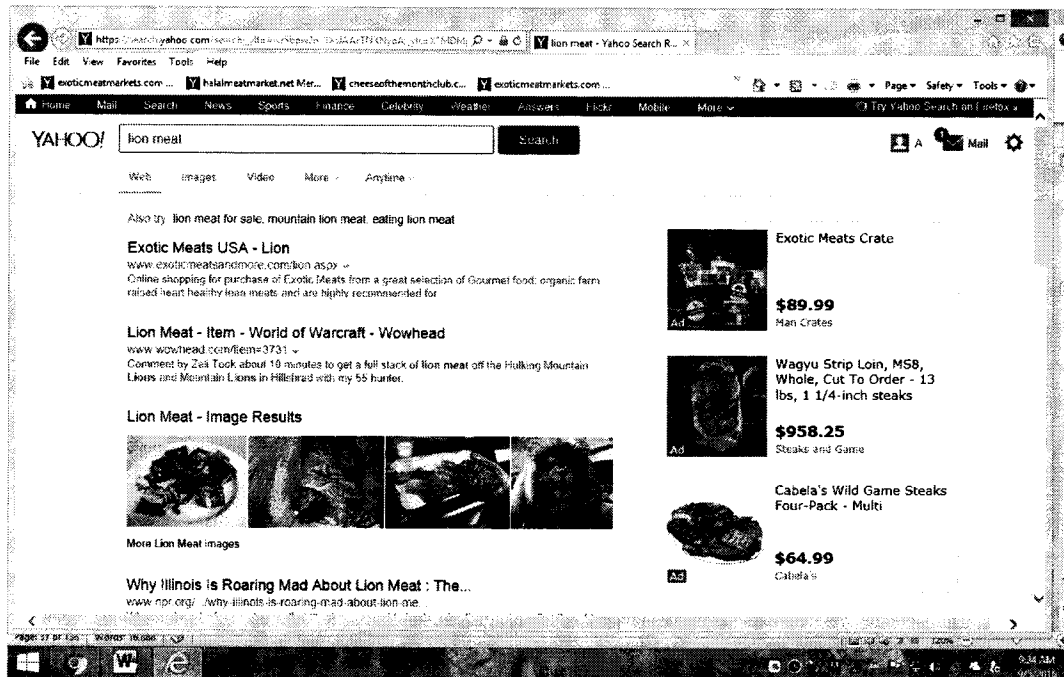 File Edit View Favorites Tools Help
lion meat - Yahoo Search R...
exoticmeatmarkets.com ... halalmeatmarket.net Mer... cheeseofthemonthclub.c... exoticmeatmarkets.com ...
Page Safety Tools
Home Mail Search News Sports Finance Celebrity Weather Answers Flickr Mobile More Try Yahoo Search on Firefox »
YAHOO! lion meat Search A 1 Mail
Web Images Video More Anytime
Also try: lion meat for sale, mountain lion meat, eating lion meat
Exotic Meats USA - Lion
www.exoticmeatsandmore.com/lion.aspx
Online shopping for purchase of Exotic Meats from a great selection of Gourmet food; organic farm
raised heart healthy lean meats and are highly recommended for
Lion Meat - Item - World of Warcraft - Wowhead
www.wowhead.com/item=3731
Comment by Zeli Took about 10 minutes to get a full stack of lion meat off the Hulking Mountain
Lions and Mountain Lions in Hillsbrad with my 55 hunter.
Lion Meat - Image Results
More Lion Meat images
Why Illinois Is Roaring Mad About Lion Meat : The...
www.npr.org/.../why-illinois-is-roaring-mad-about-lion-me...
Exotic Meats Crate
$89.99
Man Crates
Ad
Wagyu Strip Loin, MS8,
Whole, Cut To Order - 13
lbs, 1 1/4-inch steaks
$958.25
Steaks and Game
Ad
Cabela's Wild Game Steaks
Four-Pack - Multi
$64.99
Cabela's
Ad
120%
9:34 AM